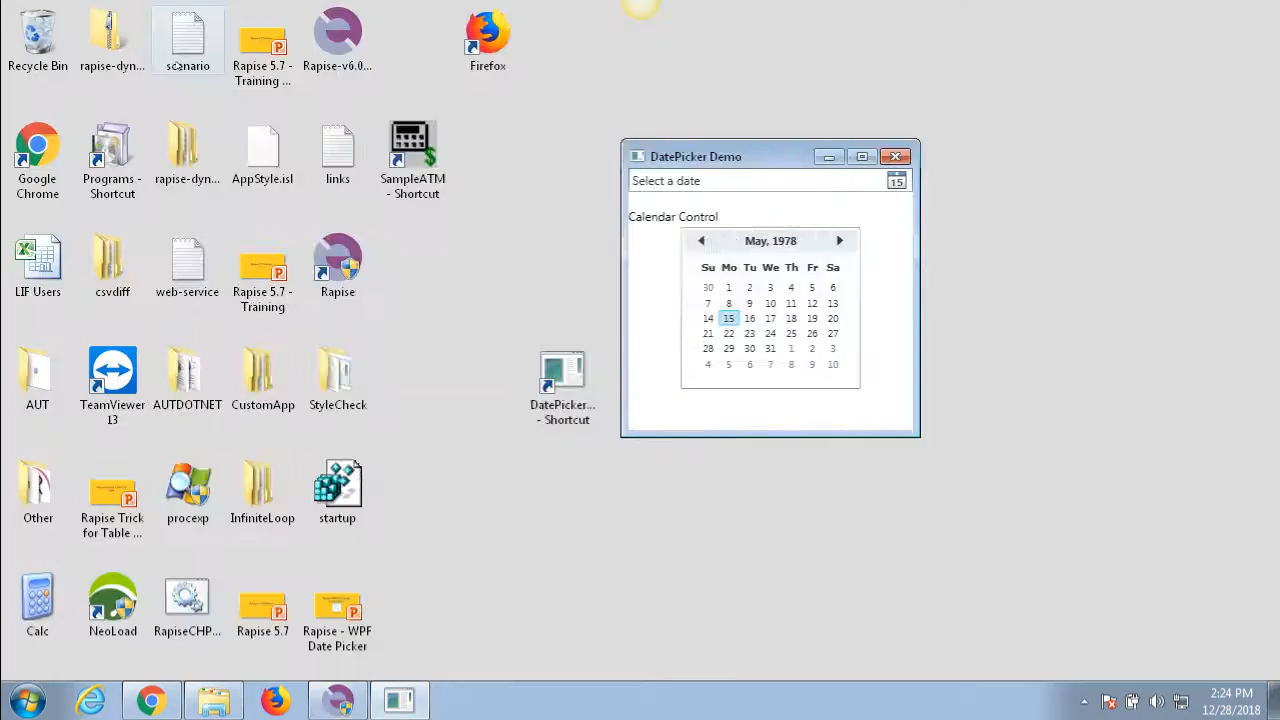 Recycle Bin
rapise-dyn...
scenario
Rapise 5.7 -
Training ...
Rapise-v6.0...
Firefox
Google
Chrome
Programs -
Shortcut
rapise-dyn...
AppStyle.isl
links
SampleATM
- Shortcut
LIF Users
csvdiff
web-service
Rapise 5.7 -
Training
Rapise
AUT
TeamViewer
13
AUTDOTNET
CustomApp
StyleCheck
DatePicker...
- Shortcut
Other
Rapise Trick
for Table ...
procexp
InfiniteLoop
startup
Calc
NeoLoad
RapiseCHP...
Rapise 5.7
Rapise - WPF
Date Picker
DatePicker Demo
Select a date
15
Calendar Control
May, 1978
Su Mo Tu We Th Fr Sa
30 1 2 3 4 5 6
7 8 9 10 11 12 13
14 15 16 17 18 19 20
21 22 23 24 25 26 27
28 29 30 31 1 2 3
4 5 6 7 8 9 10
2:24 PM
12/28/2018